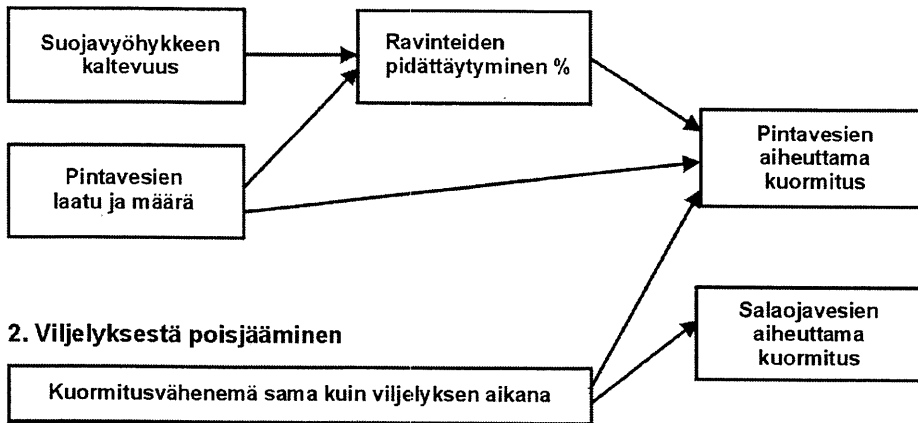 Suojavyöhykkeen
kaltevuus
Ravinteiden
pidättäytyminen %
Pintavesien
laatu ja määrä
Pintavesien
aiheuttama
kuormitus
2. Viljelyksestä poisjääminen
Kuormitusvähenemä sama kuin viljelyksen aikana
Salaojavesien
aiheuttama
kuormitus